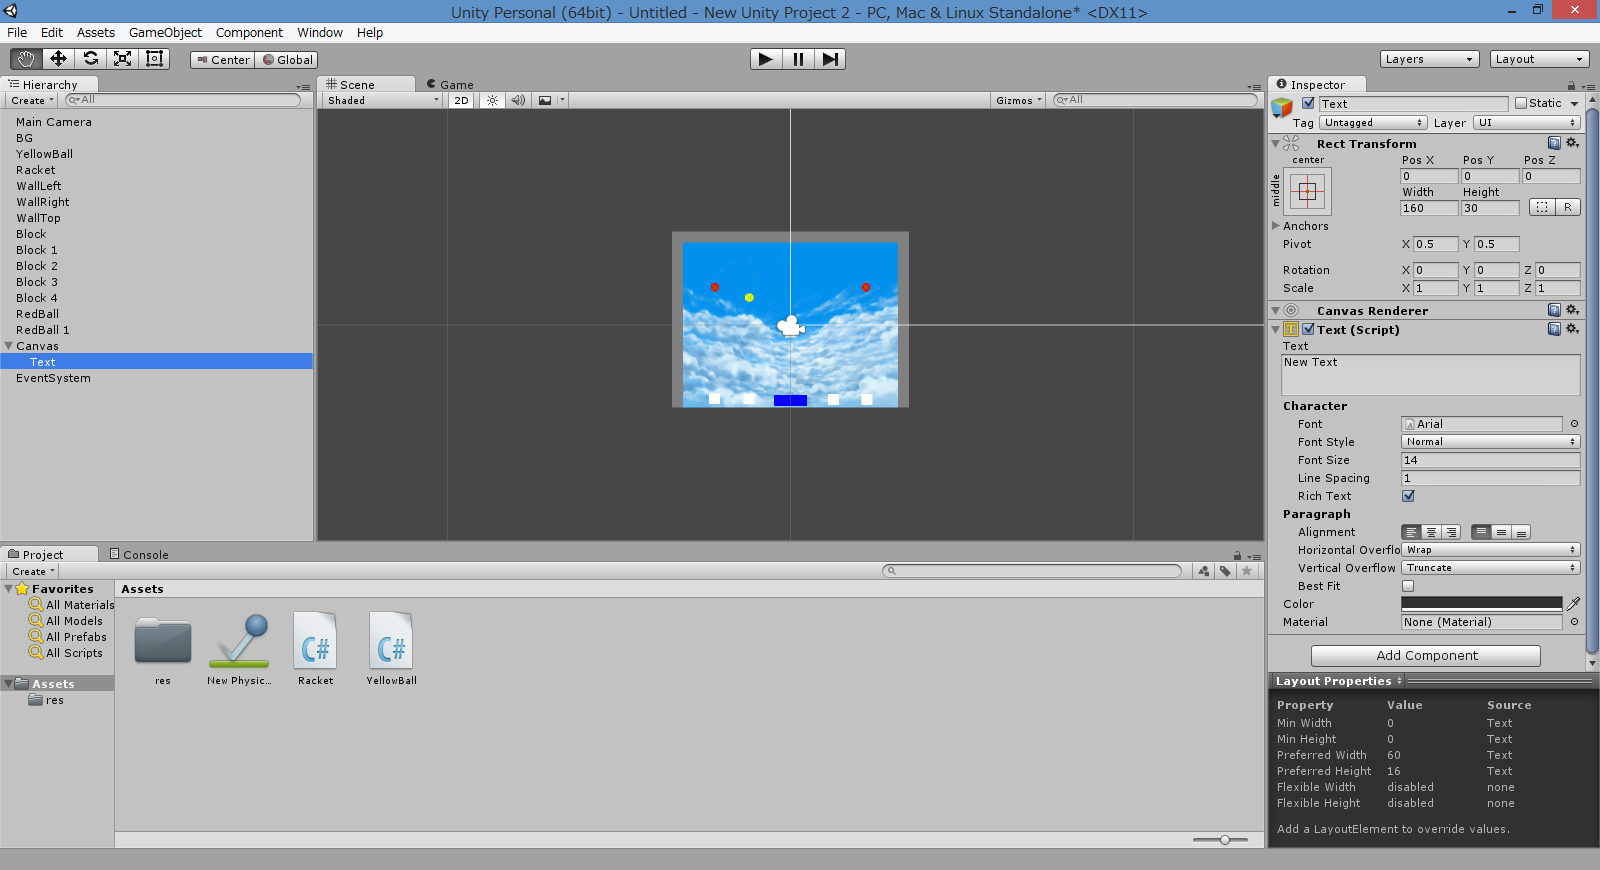 Unity Personal (64bit) - Untitled - New Unity Project 2 - PC, Mac & Linux Standalone* <DX11>
File Edit Assets GameObject Component Window Help
Center Global Layers Layout
Hierarchy
Create All
Main Camera
BG
YellowBall
Racket
WallLeft
WallRight
WallTop
Block
Block 1
Block 2
Block 3
Block 4
RedBall
RedBall 1
Canvas
Text
EventSystem
Scene Game
Shaded 2D Gizmos All
Inspector
Text Static
Tag Untagged Layer UI
Rect Transform
center
middle
Pos X Pos Y Pos Z
0 0 0
Width Height
160 30 R
Anchors
Pivot X 0.5 Y 0.5
Rotation X 0 Y 0 Z 0
Scale X 1 Y 1 Z 1
Canvas Renderer
Text (Script)
Text
New Text
Character
Font Arial
Font Style Normal
Font Size 14
Line Spacing 1
Rich Text
Paragraph
Alignment
Horizontal Overflo Wrap
Vertical Overflow Truncate
Best Fit
Color
Material None (Material)
Add Component
Layout Properties
Property Value Source
Min Width 0 Text
Min Height 0 Text
Preferred Width 60 Text
Preferred Height 16 Text
Flexible Width disabled none
Flexible Height disabled none
Add a LayoutElement to override values.
Project Console
Create
Favorites
All Materials
All Models
All Prefabs
All Scripts
Assets
res
Assets
res New Physic... Racket YellowBall
C# C#